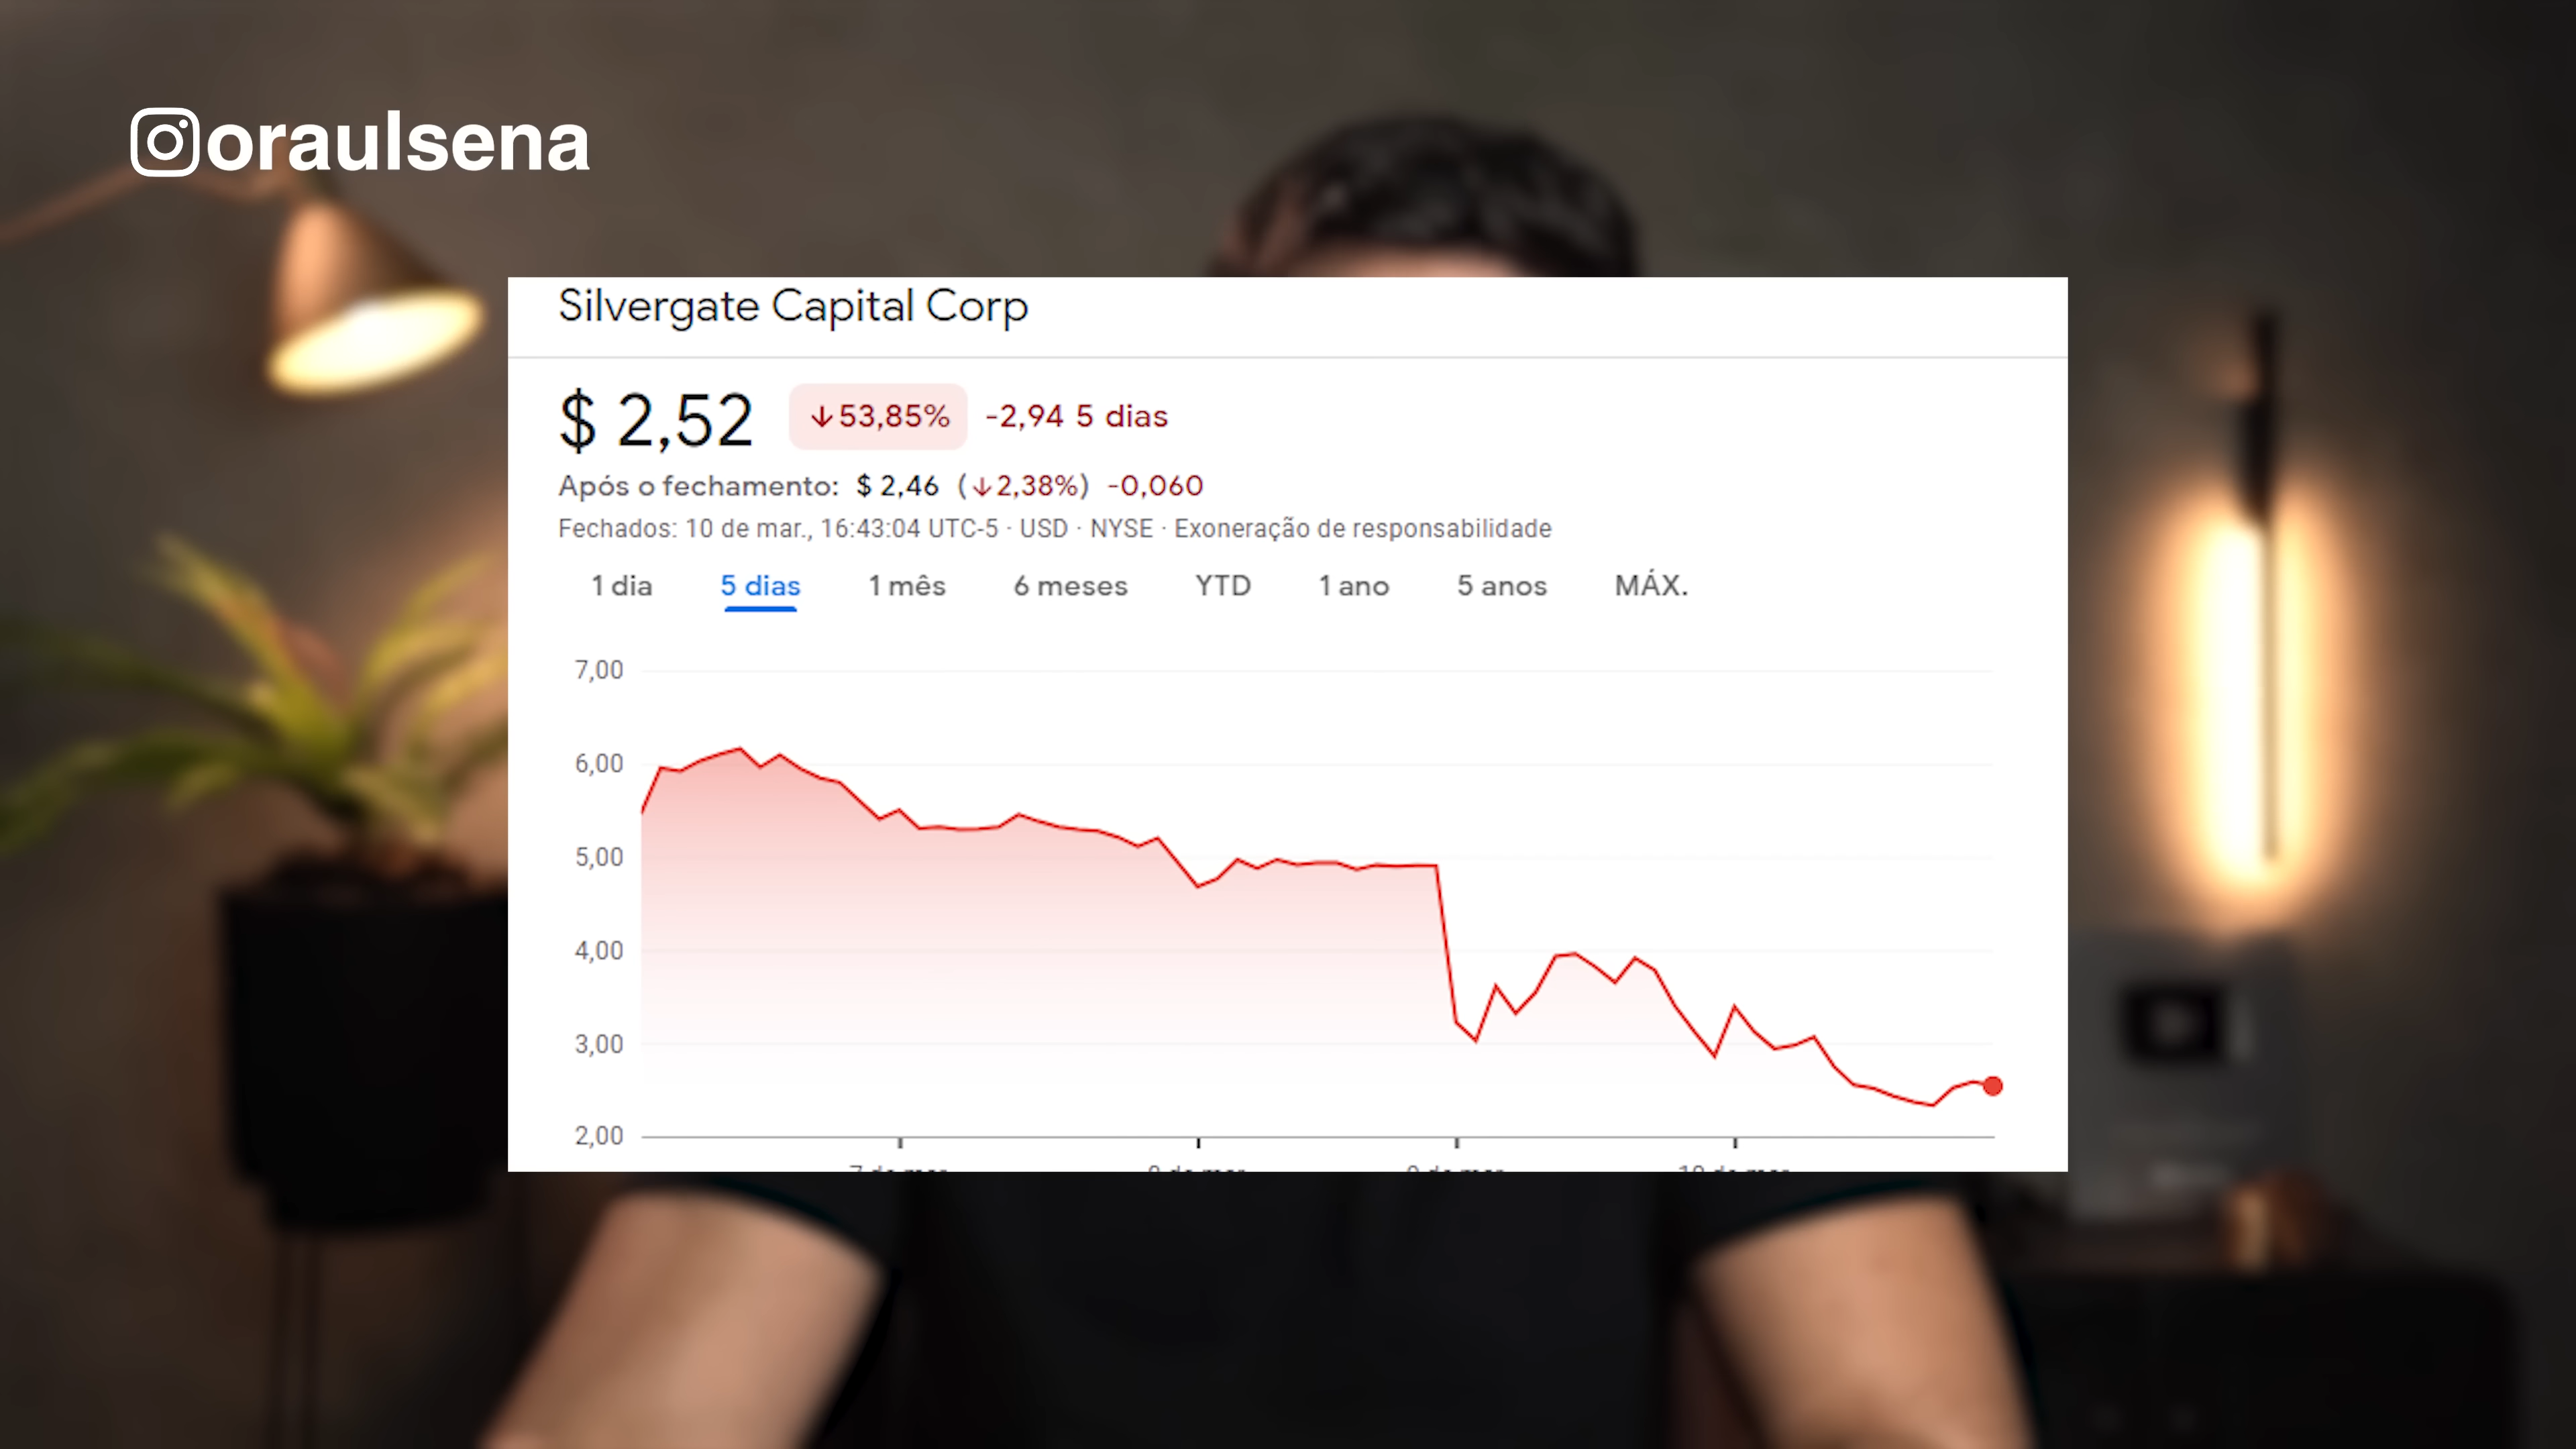 oraulsena
Silvergate Capital Corp
$ 2,52 ↓53,85% -2,94 5 dias
Após o fechamento: $ 2,46 (↓2,38%) -0,060
Fechados: 10 de mar., 16:43:04 UTC-5 · USD · NYSE · Exoneração de responsabilidade
1 dia 5 dias 1 mês 6 meses YTD 1 ano 5 anos MÁX.
7,00
6,00
5,00
4,00
3,00
2,00